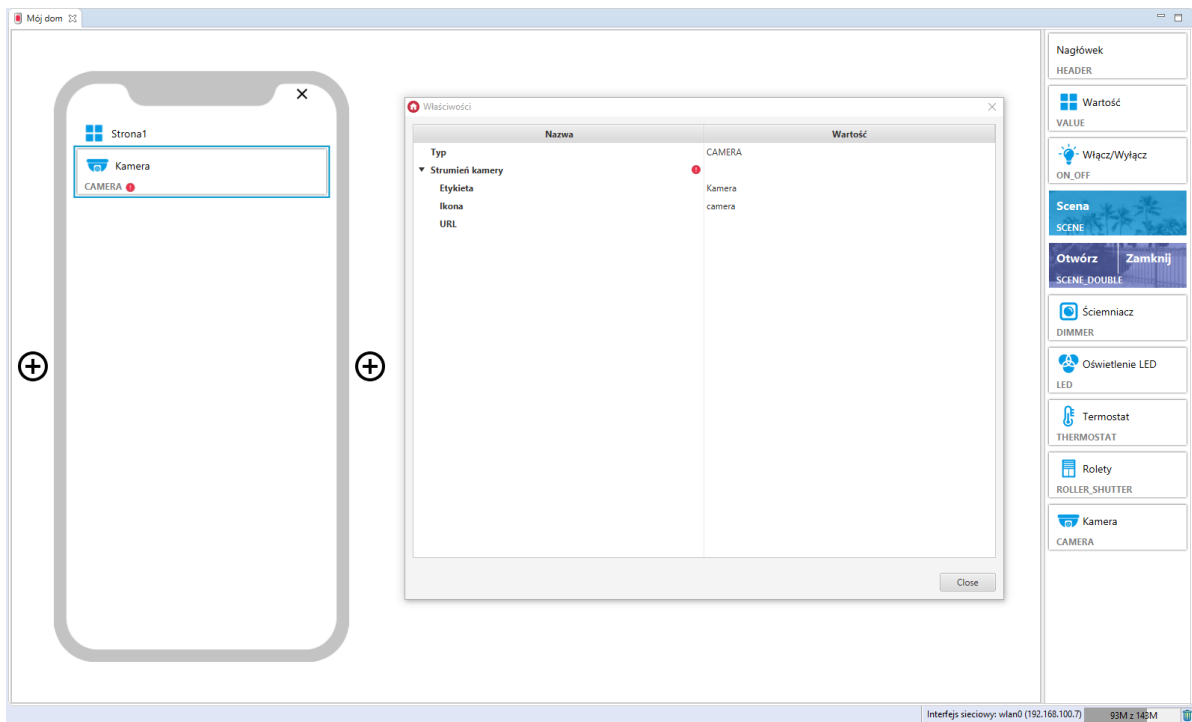 Mój dom
Strona1
Kamera
CAMERA
Właściwości
Nazwa Wartość
Typ CAMERA
Strumień kamery
Etykieta Kamera
Ikona camera
URL
Close
Nagłówek
HEADER
Wartość
VALUE
Włącz/Wyłącz
ON_OFF
Scena
SCENE
Otwórz Zamknij
SCENE_DOUBLE
Ściemniacz
DIMMER
Oświetlenie LED
LED
Termostat
THERMOSTAT
Rolety
ROLLER_SHUTTER
Kamera
CAMERA
Interfejs sieciowy: wlan0 (192.168.100.7) 93M z 143M